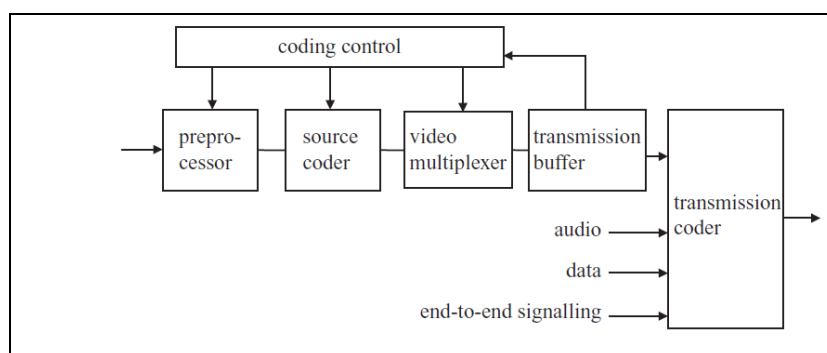 coding control
prepro-
cessor
source
coder
video
multiplexer
transmission
buffer
transmission
coder
audio
data
end-to-end signalling